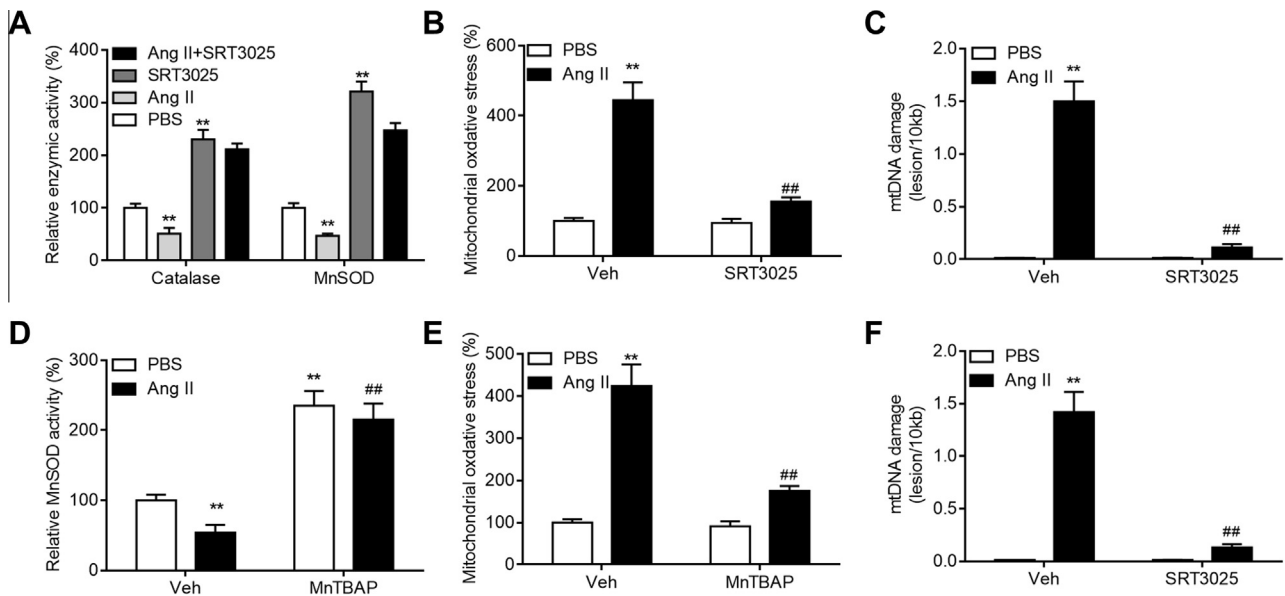 A
Relative enzymic activity (%)
400
300
200
100
0
Ang II+SRT3025
SRT3025
Ang II
PBS
**
**
**
**
Catalase
MnSOD
B
Mitochondrial oxdative stress (%)
600
400
200
0
PBS
Ang II
**
##
Veh
SRT3025
C
mtDNA damage
(lesion/10kb)
2.0
1.5
1.0
0.5
0.0
PBS
Ang II
**
##
Veh
SRT3025
D
Relative MnSOD activity (%)
300
200
100
0
PBS
Ang II
**
**
##
Veh
MnTBAP
E
Mitochondrial oxdative stress (%)
500
400
300
200
100
0
PBS
Ang II
**
##
Veh
MnTBAP
F
mtDNA damage
(lesion/10kb)
2.0
1.5
1.0
0.5
0.0
PBS
Ang II
**
##
Veh
SRT3025